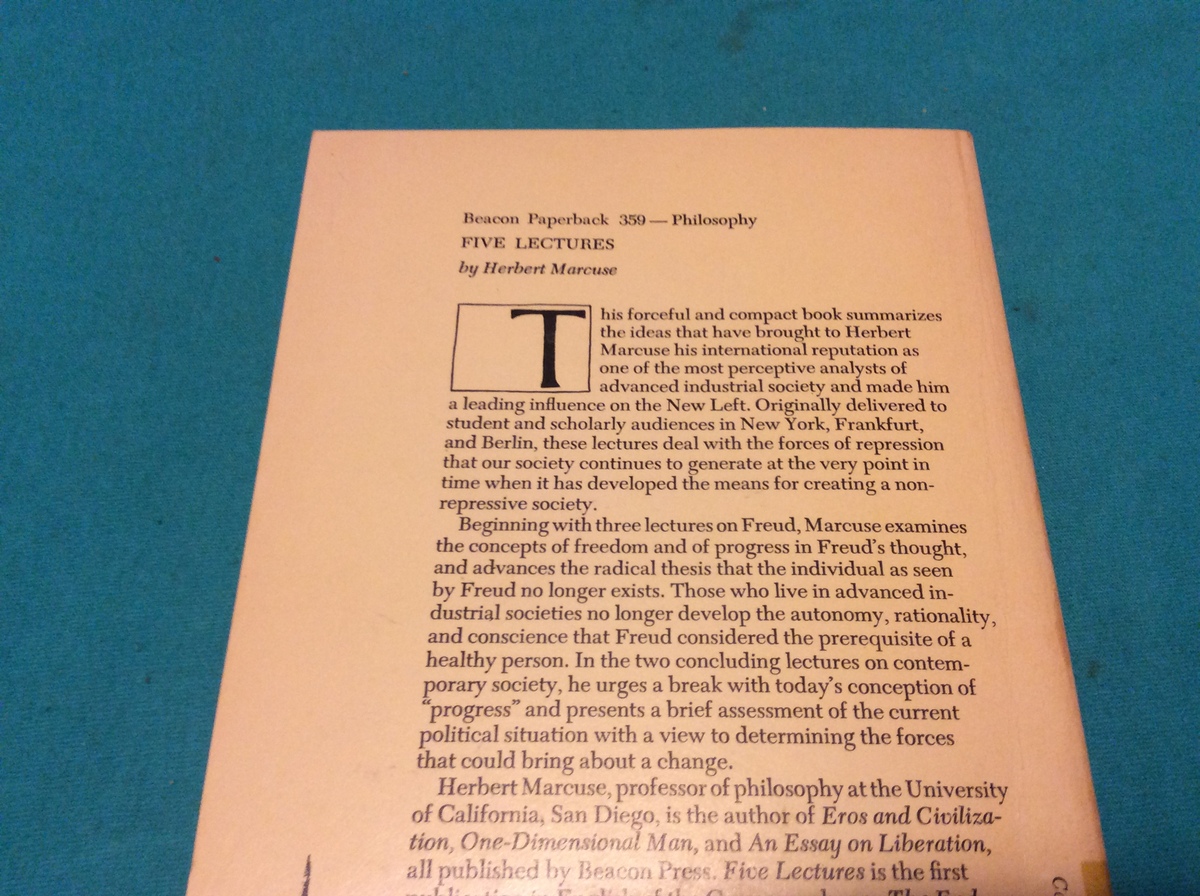 Beacon Paperback 359 — Philosophy
FIVE LECTURES
by Herbert Marcuse
This forceful and compact book summarizes
the ideas that have brought to Herbert
Marcuse his international reputation as
one of the most perceptive analysts of
advanced industrial society and made him
a leading influence on the New Left. Originally delivered to
student and scholarly audiences in New York, Frankfurt,
and Berlin, these lectures deal with the forces of repression
that our society continues to generate at the very point in
time when it has developed the means for creating a non-
repressive society.
Beginning with three lectures on Freud, Marcuse examines
the concepts of freedom and of progress in Freud's thought,
and advances the radical thesis that the individual as seen
by Freud no longer exists. Those who live in advanced in-
dustrial societies no longer develop the autonomy, rationality,
and conscience that Freud considered the prerequisite of a
healthy person. In the two concluding lectures on contem-
porary society, he urges a break with today's conception of
“progress” and presents a brief assessment of the current
political situation with a view to determining the forces
that could bring about a change.
Herbert Marcuse, professor of philosophy at the University
of California, San Diego, is the author of Eros and Civiliza-
tion, One-Dimensional Man, and An Essay on Liberation,
all published by Beacon Press. Five Lectures is the first